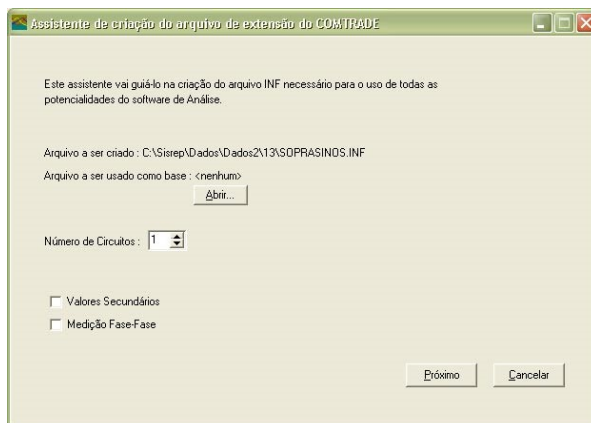 Assistente de criação do arquivo de extensão do COMTRADE
Este assistente vai guiá-lo na criação do arquivo INF necessário para o uso de todas as
potencialidades do software de Análise.
Arquivo a ser criado : C:\Sisrep\Dados\Dados2\13\SOPRASINOS.INF
Arquivo a ser usado como base : <nenhum>
Abrir...
Número de Circuitos : 1
Valores Secundários
Medição Fase-Fase
Próximo Cancelar